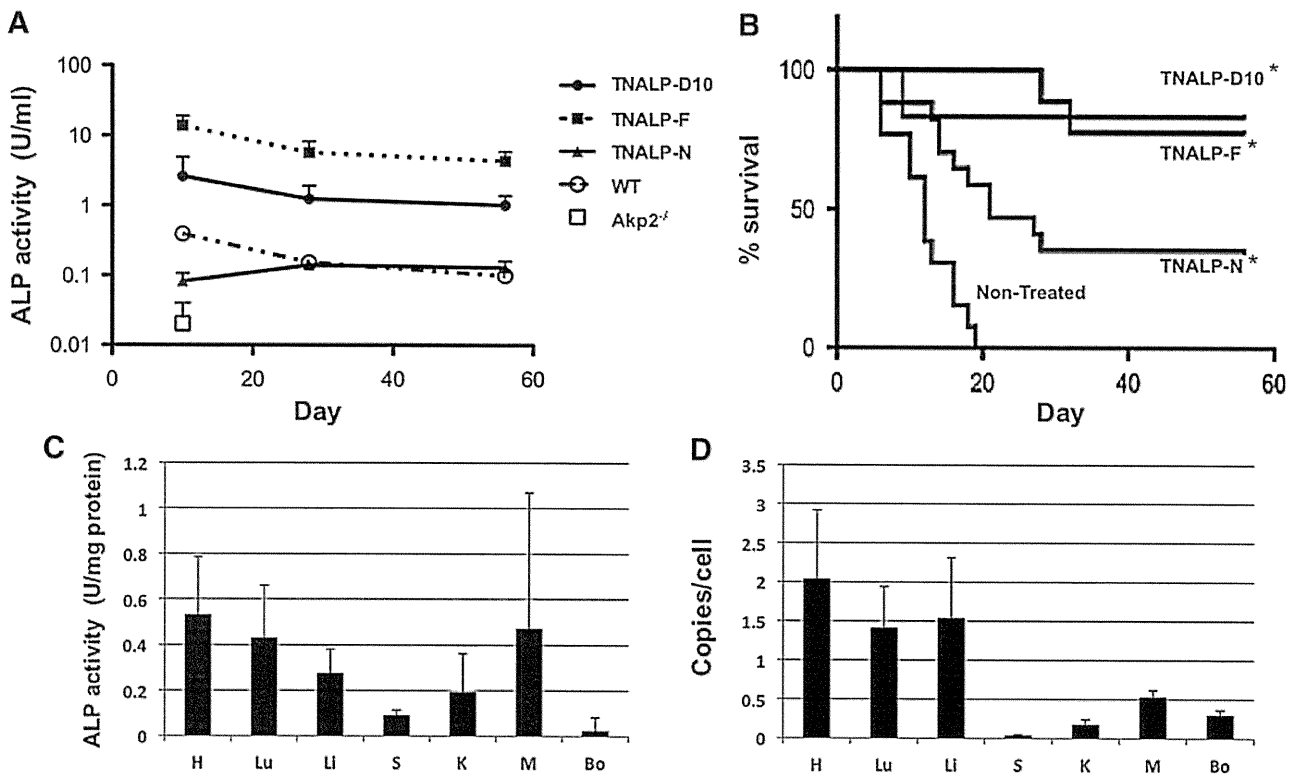 A
ALP activity (U/ml)
100
10
1
0.1
0.01
0
20
40
60
Day
TNALP-D10
TNALP-F
TNALP-N
WT
Akp2-/-
B
% survival
100
50
0
0
20
40
60
Day
TNALP-D10 *
TNALP-F *
TNALP-N *
Non-Treated
C
ALP activity (U/mg protein)
1.2
1
0.8
0.6
0.4
0.2
0
H Lu Li S K M Bo
D
Copies/cell
3.5
3
2.5
2
1.5
1
0.5
0
H Lu Li S K M Bo